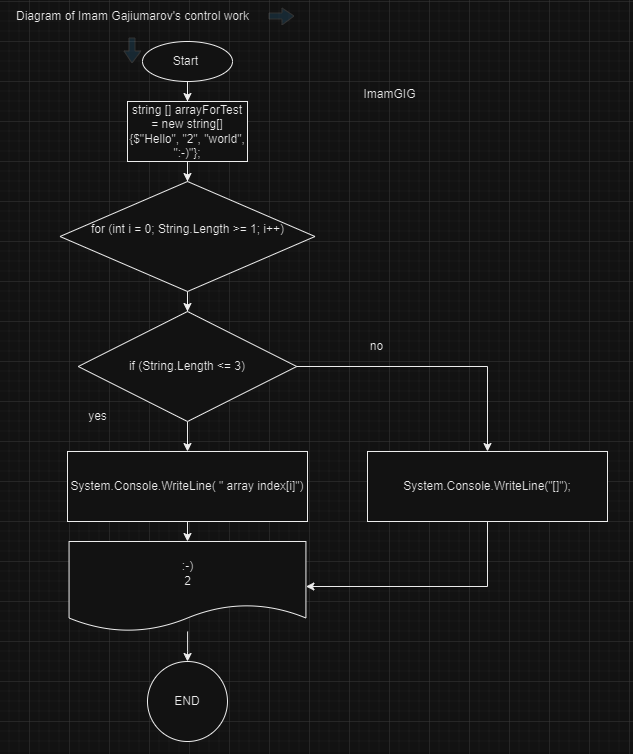 Diagram of Imam Gajiumarov's control work
Start
ImamGIG
string [] arrayForTest
= new string[]
{$"Hello", "2", "world",
":-)"};
for (int i = 0; String.Length >= 1; i++)
if (String.Length <= 3)
no
yes
System.Console.WriteLine( " array index[i]")
System.Console.WriteLine("[]");
:-)
2
END